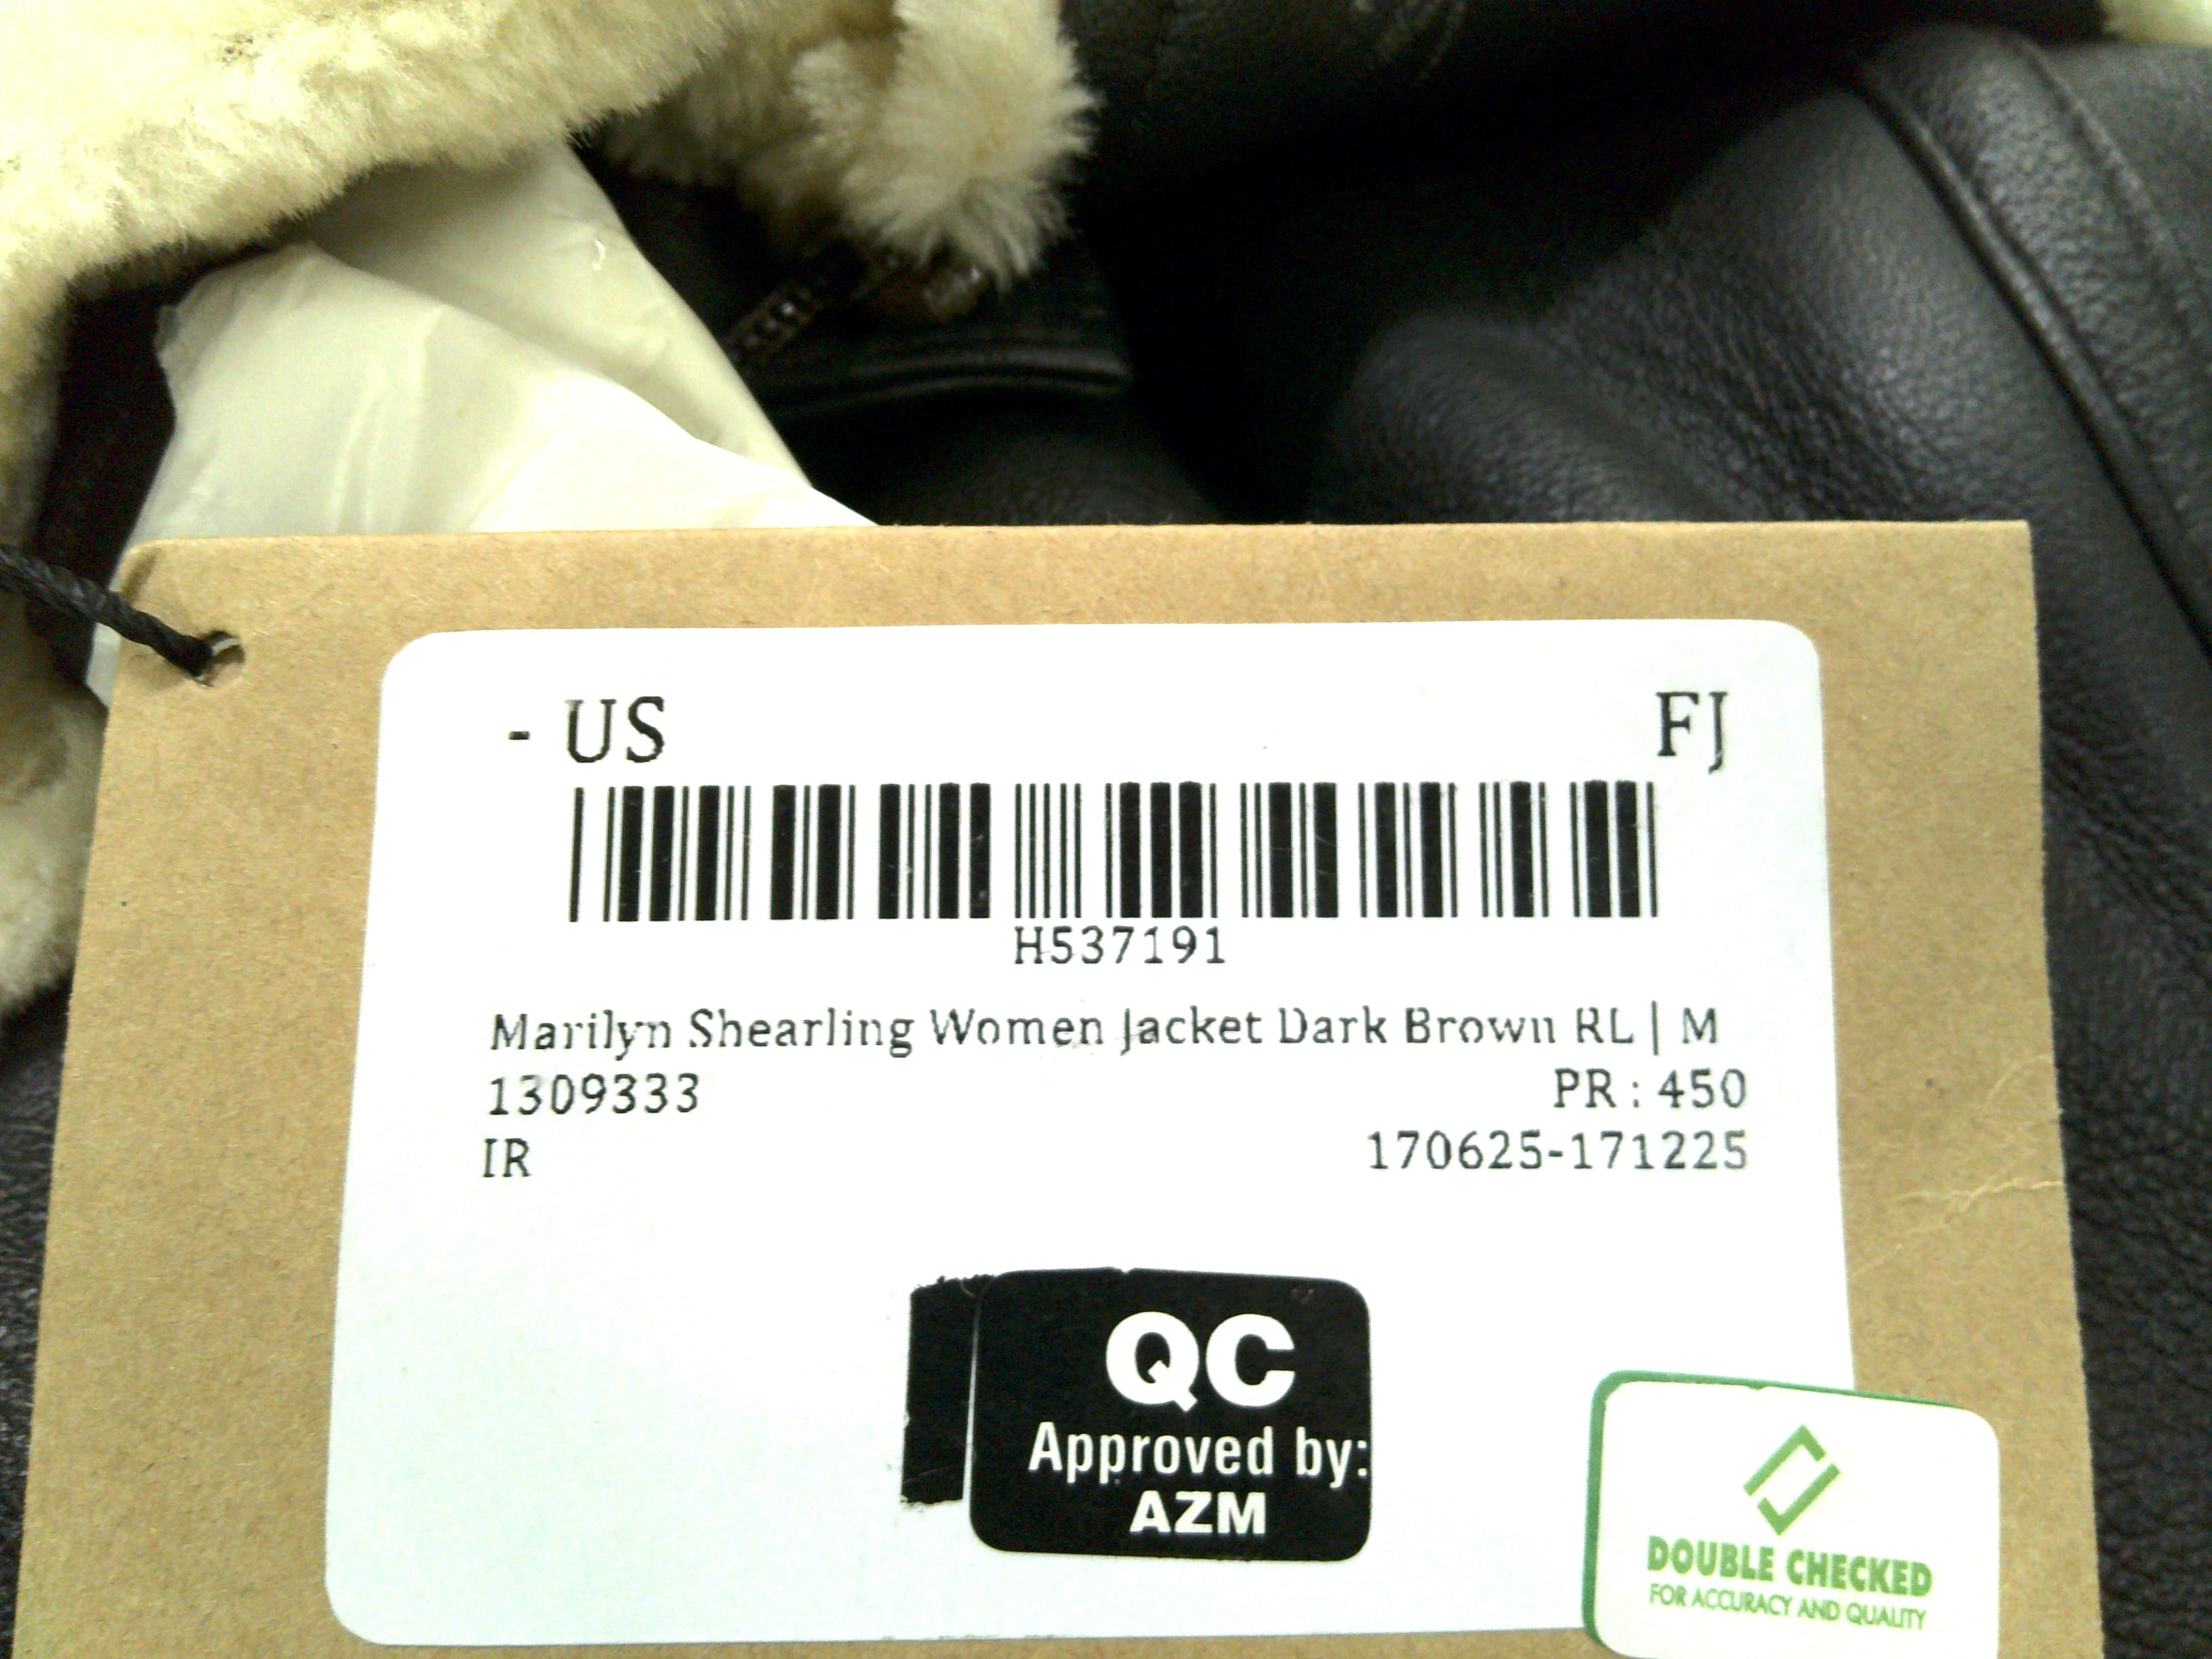 - US FJ
H537191
Marilyn Shearling Women Jacket Dark Brown RL | M
1309333 PR : 450
IR 170625-171225
QC
Approved by:
AZM
DOUBLE CHECKED
FOR ACCURACY AND QUALITY